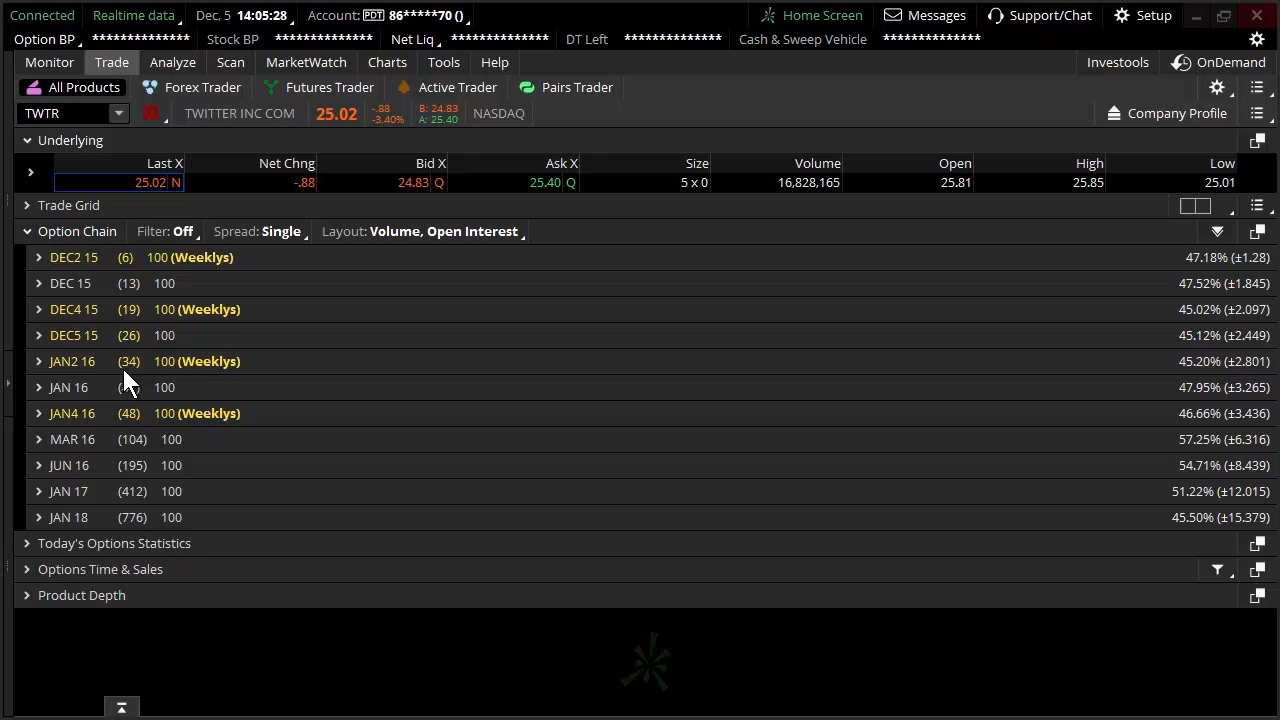 Connected Realtime data Dec, 5 14:05:28 Account: PDT 86*****70 () Home Screen Messages Support/Chat Setup
Option BP ************** Stock BP ************** Net Liq ************** DT Left ************** Cash & Sweep Vehicle **************
Monitor Trade Analyze Scan MarketWatch Charts Tools Help Investools OnDemand
All Products Forex Trader Futures Trader Active Trader Pairs Trader
TWTR TWITTER INC COM 25.02 -.88 -3.40% B: 24.83 A: 25.40 NASDAQ Company Profile
Underlying
Last X Net Chng Bid X Ask X Size Volume Open High Low
25.02 N -.88 24.83 Q 25.40 Q 5 x 0 16,828,165 25.81 25.85 25.01
Trade Grid
Option Chain Filter: Off Spread: Single Layout: Volume, Open Interest
DEC2 15 (6) 100 (Weeklys) 47.18% (±1.28)
DEC 15 (13) 100 47.52% (±1.845)
DEC4 15 (19) 100 (Weeklys) 45.02% (±2.097)
DEC5 15 (26) 100 45.12% (±2.449)
JAN2 16 (34) 100 (Weeklys) 45.20% (±2.801)
JAN 16 100 47.95% (±3.265)
JAN4 16 (48) 100 (Weeklys) 46.66% (±3.436)
MAR 16 (104) 100 57.25% (±6.316)
JUN 16 (195) 100 54.71% (±8.439)
JAN 17 (412) 100 51.22% (±12.015)
JAN 18 (776) 100 45.50% (±15.379)
Today's Options Statistics
Options Time & Sales
Product Depth